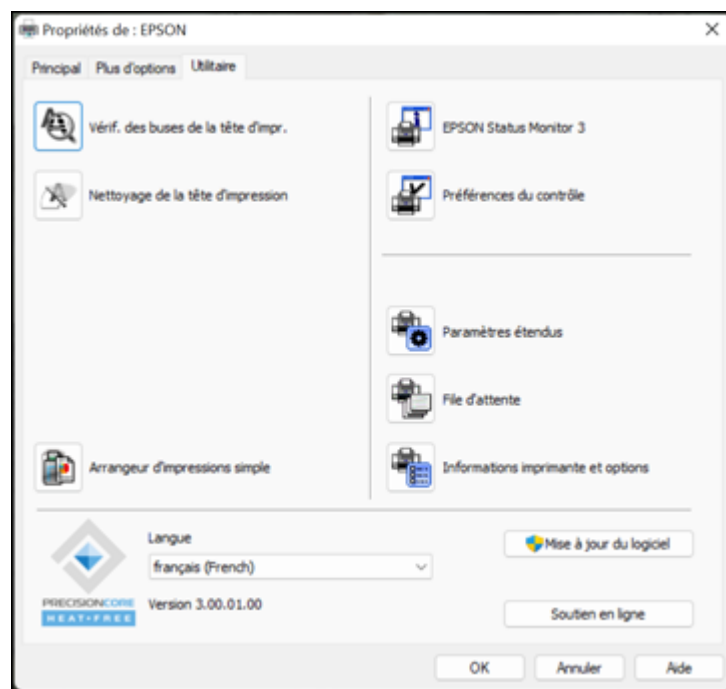 Propriétés de : EPSON
Principal Plus d'options Utilitaire
Vérif. des buses de la tête d'impr.
Nettoyage de la tête d'impression
Arrangeur d'impressions simple
EPSON Status Monitor 3
Préférences du contrôle
Paramètres étendus
File d'attente
Informations imprimante et options
Langue
français (French)
Version 3.00.01.00
PRECISIONCORE
HEAT-FREE
Mise à jour du logiciel
Soutien en ligne
OK Annuler Aide